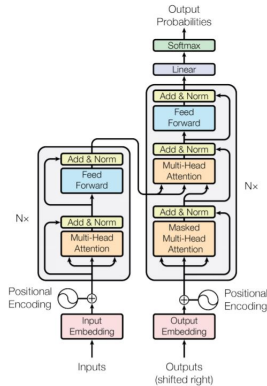 Output
Probabilities
Softmax
Linear
Add & Norm
Feed
Forward
Add & Norm
Multi-Head
Attention
Add & Norm
Masked
Multi-Head
Attention
N×
Add & Norm
Feed
Forward
Add & Norm
Multi-Head
Attention
N×
Positional
Encoding
Positional
Encoding
Input
Embedding
Output
Embedding
Inputs
Outputs
(shifted right)